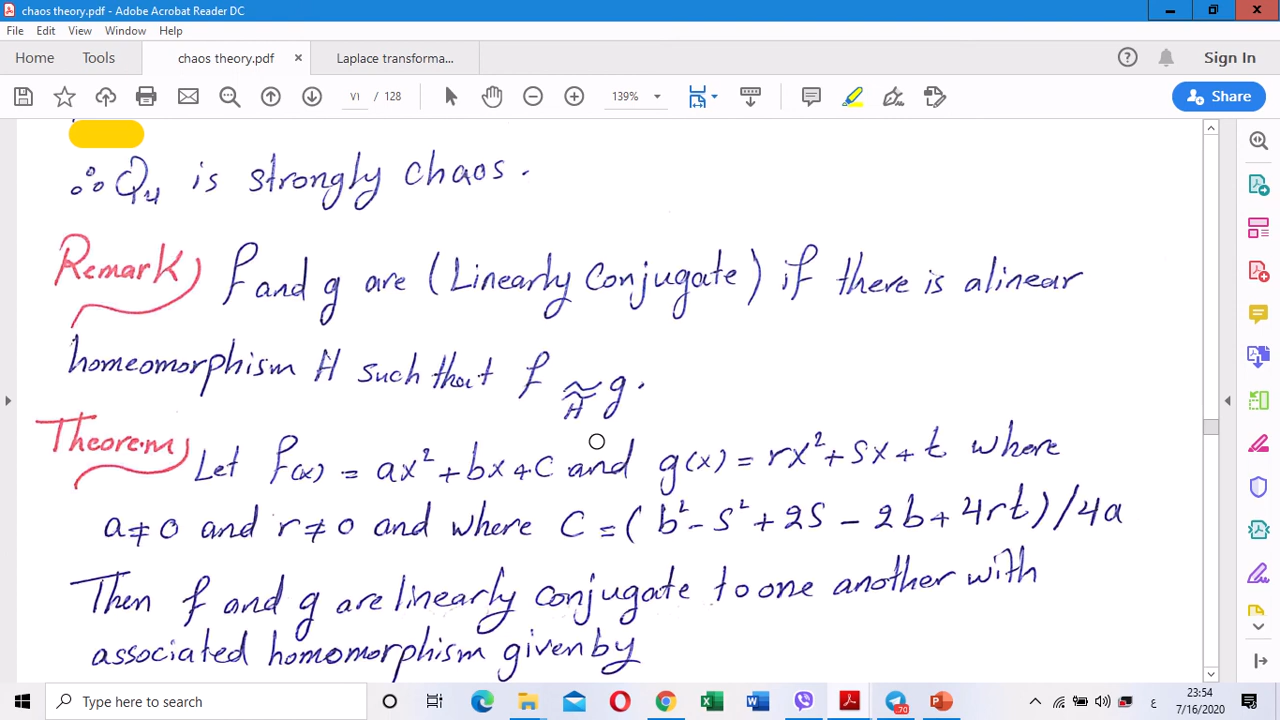 chaos theory.pdf - Adobe Acrobat Reader DC
File Edit View Window Help
Home Tools chaos theory.pdf × Laplace transforma... Sign In
٧١ / 128 139% Share
∴ Q₄ is strongly chaos.
Remark) f and g are (Linearly Conjugate) if there is a linear
homeomorphism H such that f ≈_H g.
Theorem) Let f(x) = ax² + bx + c and g(x) = rx² + sx + t where
a ≠ 0 and r ≠ 0 and where C = (b² - s² + 2s - 2b + 4rt)/4a
Then f and g are linearly conjugate to one another with
associated homomorphism given by
Type here to search
70
ع 23:54
7/16/2020